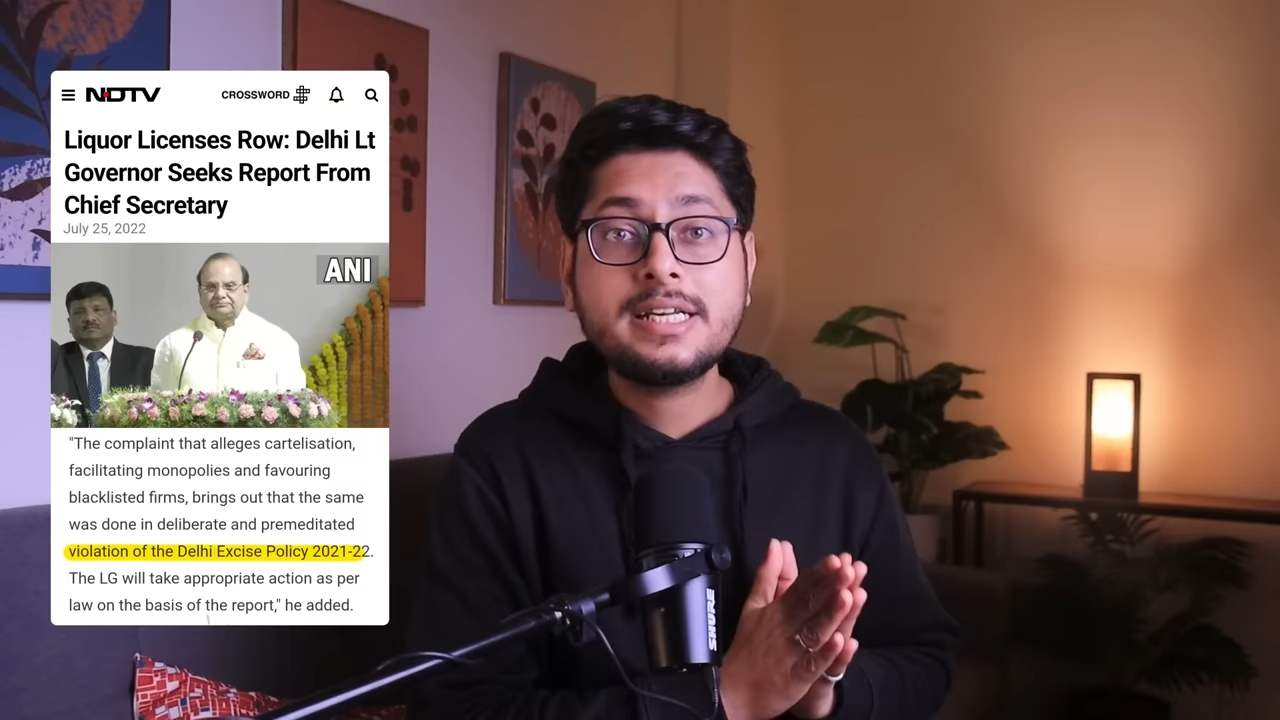 NDTV
CROSSWORD
Liquor Licenses Row: Delhi Lt
Governor Seeks Report From
Chief Secretary
July 25, 2022
ANI
"The complaint that alleges cartelisation,
facilitating monopolies and favouring
blacklisted firms, brings out that the same
was done in deliberate and premeditated
violation of the Delhi Excise Policy 2021-22.
The LG will take appropriate action as per
law on the basis of the report," he added.
SHURE